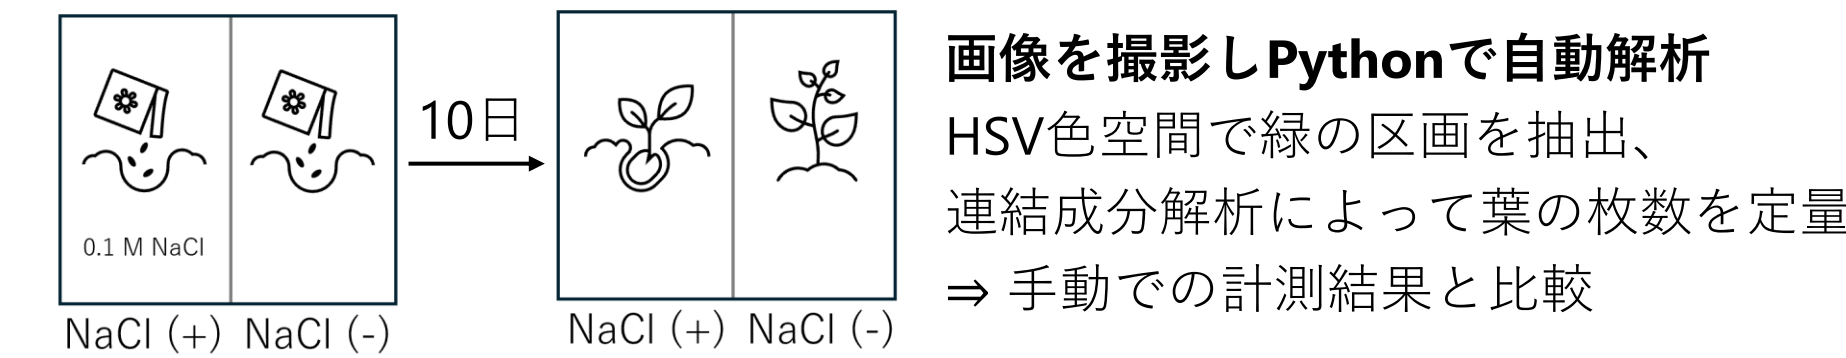 0.1 M NaCl
NaCl (+)
NaCl (-)
10日
NaCl (+)
NaCl (-)
画像を撮影しPythonで自動解析
HSV色空間で緑の区画を抽出、
連結成分解析によって葉の枚数を定量
⇒ 手動での計測結果と比較